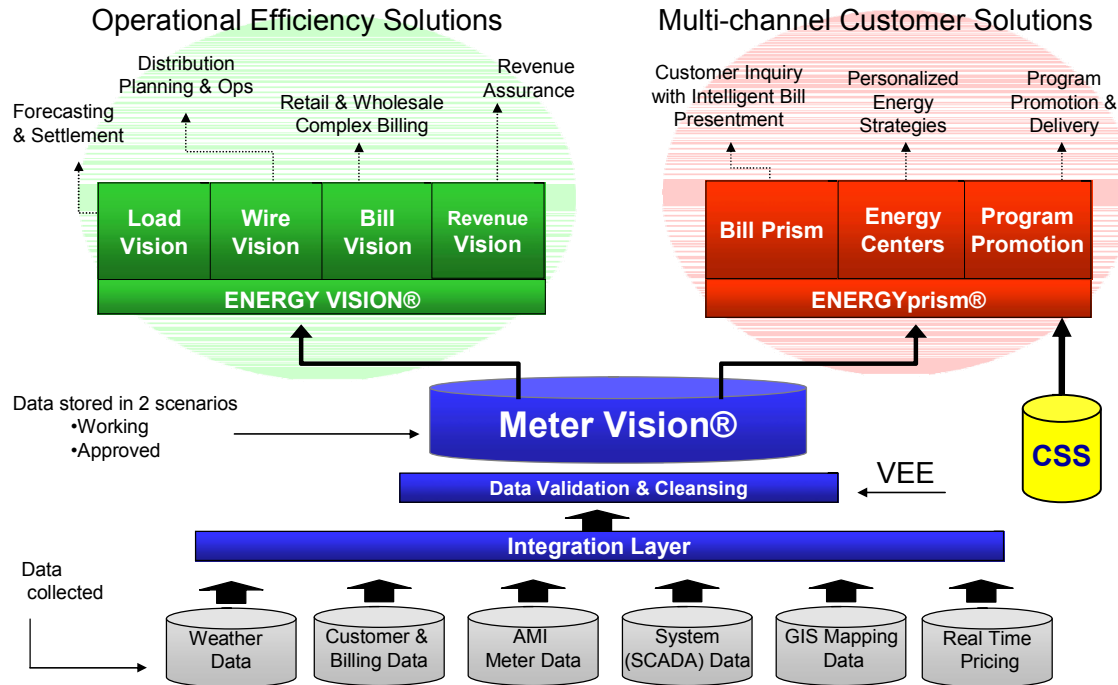 Operational Efficiency Solutions
Multi-channel Customer Solutions
Distribution
Planning & Ops
Revenue
Assurance
Forecasting
& Settlement
Retail & Wholesale
Complex Billing
Customer Inquiry
with Intelligent Bill
Presentment
Personalized
Energy
Strategies
Program
Promotion &
Delivery
Load
Vision
Wire
Vision
Bill
Vision
Revenue
Vision
ENERGY VISION®
Bill Prism
Energy
Centers
Program
Promotion
ENERGYprism®
Data stored in 2 scenarios
•Working
•Approved
Meter Vision®
CSS
Data Validation & Cleansing
VEE
Integration Layer
Data
collected
Weather
Data
Customer &
Billing Data
AMI
Meter Data
System
(SCADA) Data
GIS Mapping
Data
Real Time
Pricing